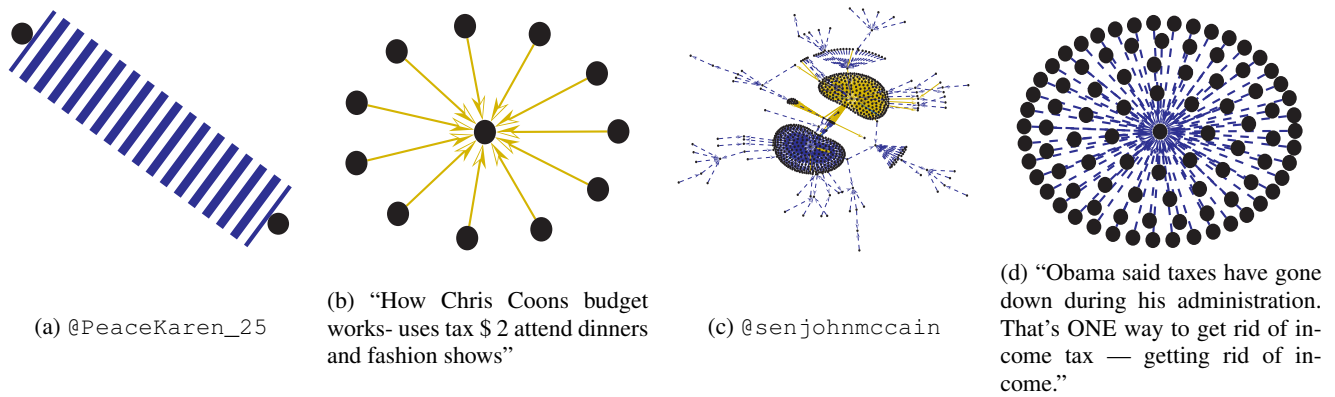 (a) @PeaceKaren_25
(b) “How Chris Coons budget
works- uses tax $ 2 attend dinners
and fashion shows”
(c) @senjohnmccain
(d) “Obama said taxes have gone
down during his administration.
That's ONE way to get rid of in-
come tax — getting rid of in-
come.”